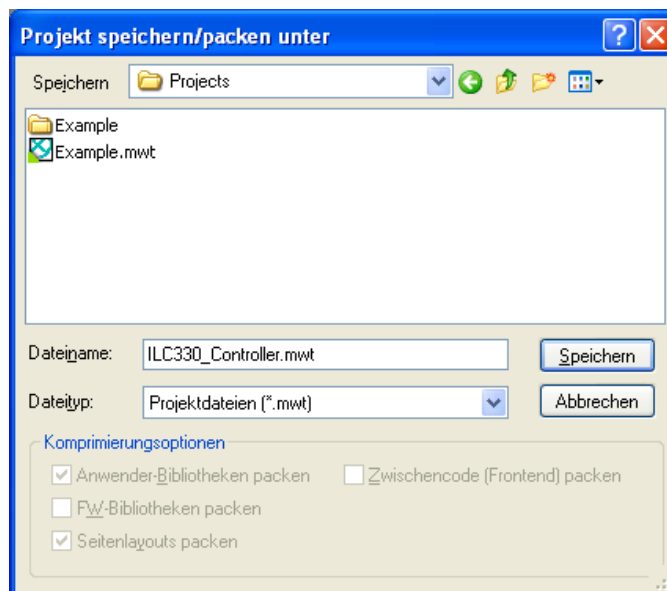 Projekt speichern/packen unter
Speichern Projects
Example
Example.mwt
Dateiname: ILC330_Controller.mwt Speichern
Dateityp: Projektdateien (*.mwt) Abbrechen
Komprimierungsoptionen
Anwender-Bibliotheken packen Zwischencode (Frontend) packen
FW-Bibliotheken packen
Seitenlayouts packen